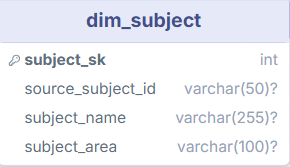 dim_subject
subject_sk int
source_subject_id varchar(50)?
subject_name varchar(255)?
subject_area varchar(100)?